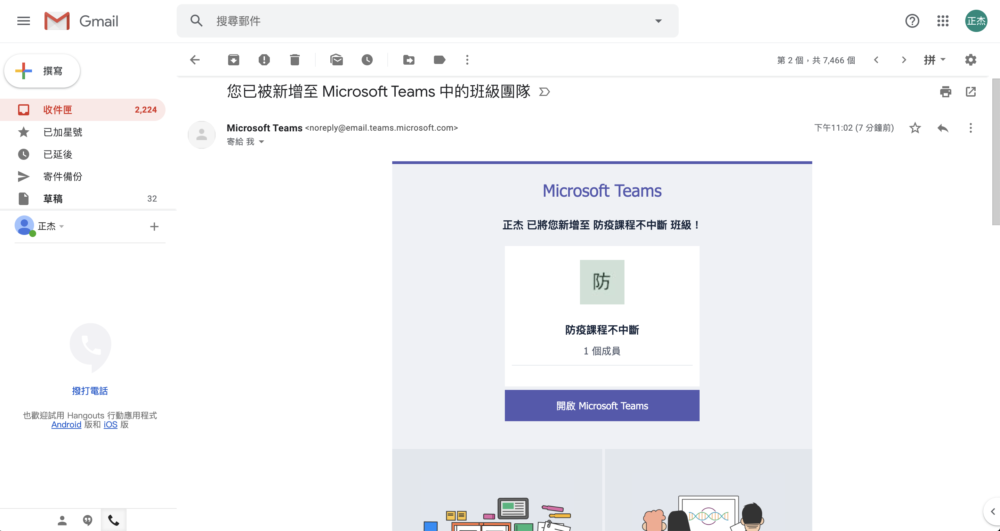 Gmail
搜尋郵件
正杰
撰寫
第 2 個，共 7,466 個
拼
收件匣 2,224
已加星號
已延後
寄件備份
草稿 32
正杰
撥打電話
也歡迎試用 Hangouts 行動應用程式
Android 版和 iOS 版
您已被新增至 Microsoft Teams 中的班級團隊
Microsoft Teams <noreply@email.teams.microsoft.com>
下午11:02 (7 分鐘前)
寄給 我
Microsoft Teams
正杰 已將您新增至 防疫課程不中斷 班級！
防
防疫課程不中斷
1 個成員
開啟 Microsoft Teams